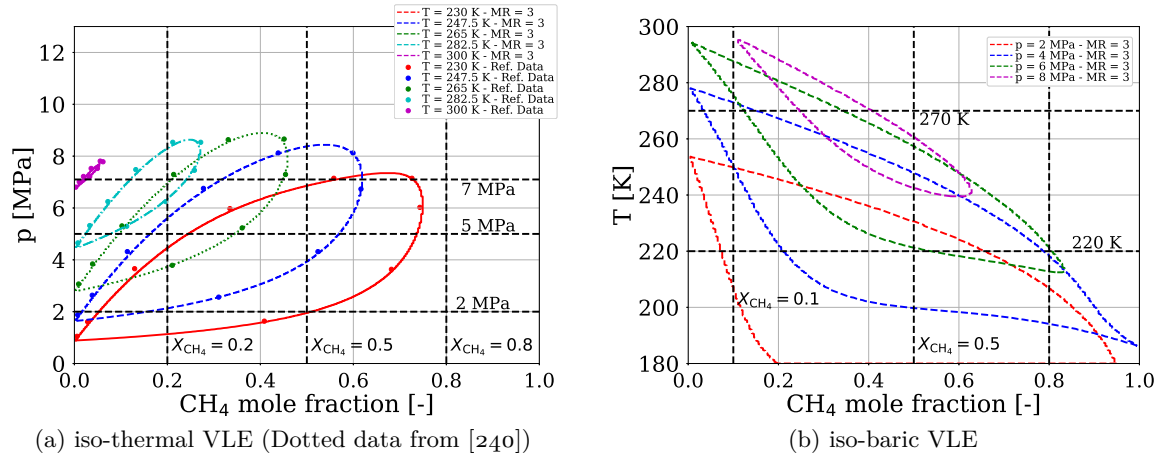 T = 230 K - MR = 3
T = 247.5 K - MR = 3
T = 265 K - MR = 3
T = 282.5 K - MR = 3
T = 300 K - MR = 3
T = 230 K - Ref. Data
T = 247.5 K - Ref. Data
T = 265 K - Ref. Data
T = 282.5 K - Ref. Data
T = 300 K - Ref. Data
12
10
8
6
4
2
0
p [MPa]
7 MPa
5 MPa
2 MPa
X_CH₄ = 0.2
X_CH₄ = 0.5
X_CH₄ = 0.8
0.0 0.2 0.4 0.6 0.8 1.0
CH₄ mole fraction [-]
(a) iso-thermal VLE (Dotted data from [240])
p = 2 MPa - MR = 3
p = 4 MPa - MR = 3
p = 6 MPa - MR = 3
p = 8 MPa - MR = 3
300
280
260
240
220
200
180
T [K]
270 K
220 K
X_CH₄ = 0.1
X_CH₄ = 0.5
0.0 0.2 0.4 0.6 0.8 1.0
CH₄ mole fraction [-]
(b) iso-baric VLE